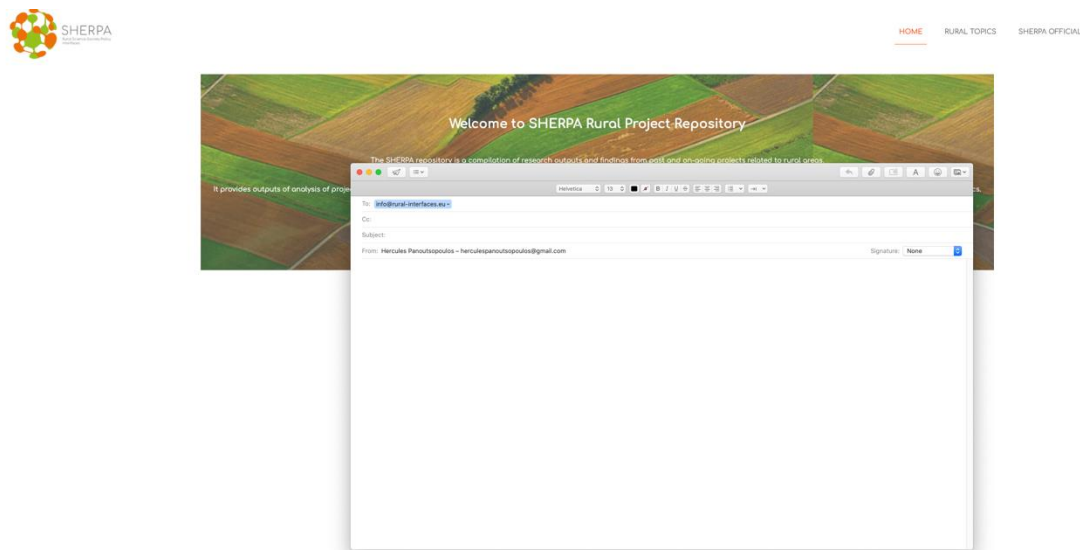 SHERPA
HOME RURAL TOPICS SHERPA OFFICIAL
Welcome to SHERPA Rural Project Repository
The SHERPA repository is a compilation of research outputs and findings from past and on-going projects related to rural areas.
It provides outputs of analysis of proje
cs.
Helvetica 13 B I U S
To: info@rural-interfaces.eu
Cc:
Subject:
From: Hercules Panoutsopoulos – herculespanoutsopoulos@gmail.com Signature: None